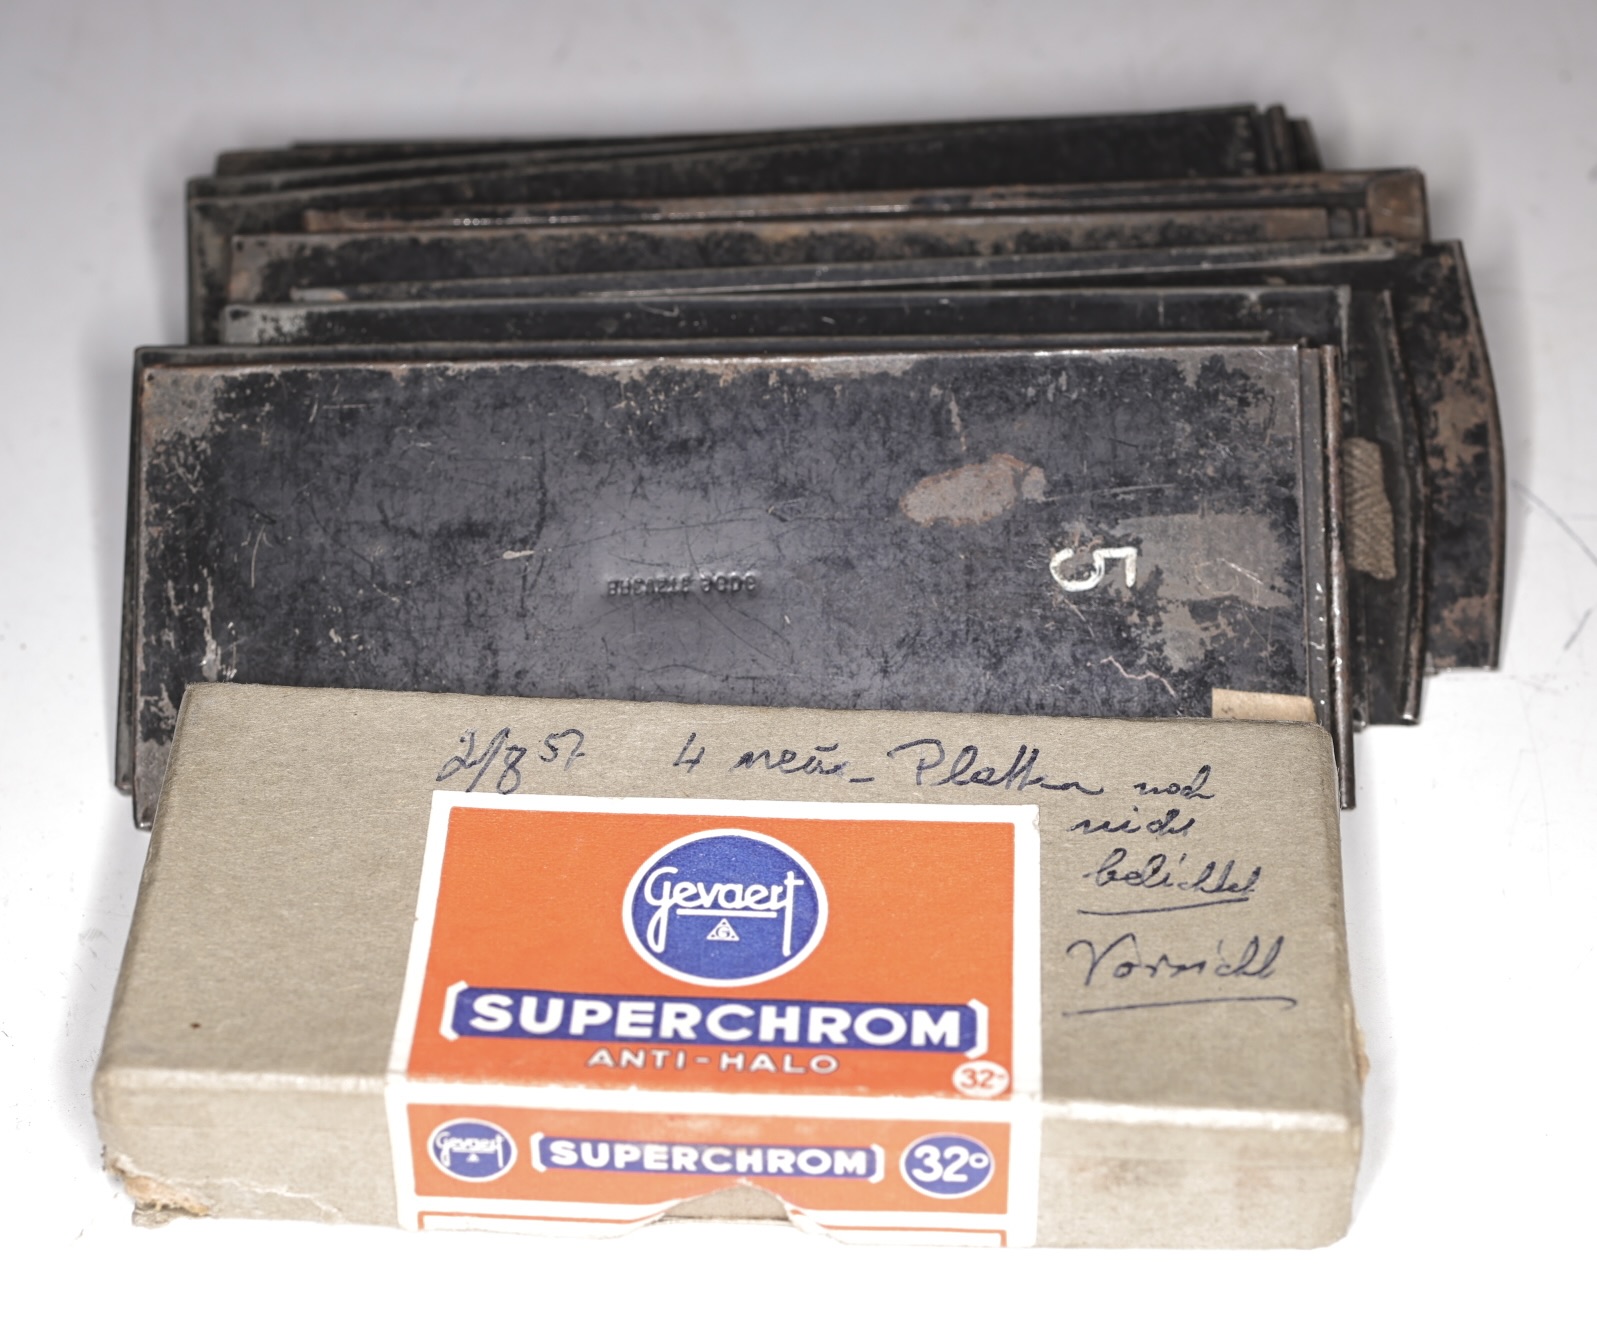 5
2/8 57 4 neue Platten noch
nicht
belichtet
Vorsicht
Gevaert
G
SUPERCHROM
ANTI-HALO
32°
Gevaert
SUPERCHROM
32°